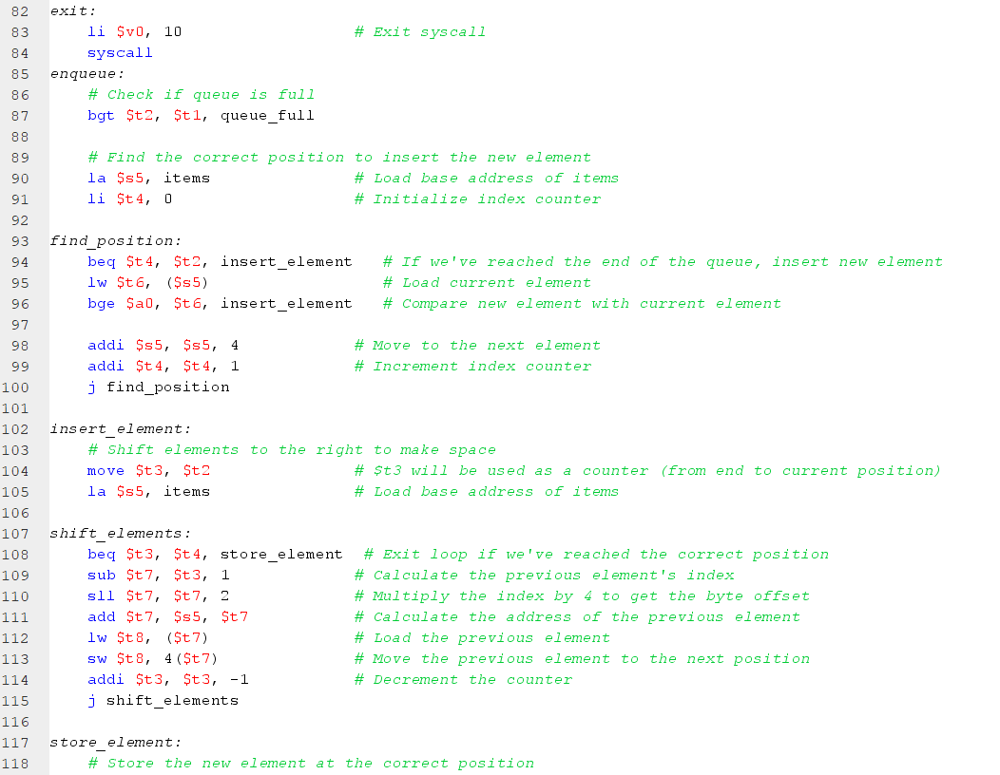 82 exit:
83     li $v0, 10                  # Exit syscall
84     syscall
85 enqueue:
86     # Check if queue is full
87     bgt $t2, $t1, queue_full
88
89     # Find the correct position to insert the new element
90     la $s5, items               # Load base address of items
91     li $t4, 0                   # Initialize index counter
92
93 find_position:
94     beq $t4, $t2, insert_element   # If we've reached the end of the queue, insert new element
95     lw $t6, ($s5)                  # Load current element
96     bge $a0, $t6, insert_element   # Compare new element with current element
97
98     addi $s5, $s5, 4            # Move to the next element
99     addi $t4, $t4, 1            # Increment index counter
100     j find_position
101
102 insert_element:
103     # Shift elements to the right to make space
104     move $t3, $t2               # $t3 will be used as a counter (from end to current position)
105     la $s5, items               # Load base address of items
106
107 shift_elements:
108     beq $t3, $t4, store_element  # Exit loop if we've reached the correct position
109     sub $t7, $t3, 1             # Calculate the previous element's index
110     sll $t7, $t7, 2             # Multiply the index by 4 to get the byte offset
111     add $t7, $s5, $t7           # Calculate the address of the previous element
112     lw $t8, ($t7)               # Load the previous element
113     sw $t8, 4($t7)              # Move the previous element to the next position
114     addi $t3, $t3, -1           # Decrement the counter
115     j shift_elements
116
117 store_element:
118     # Store the new element at the correct position